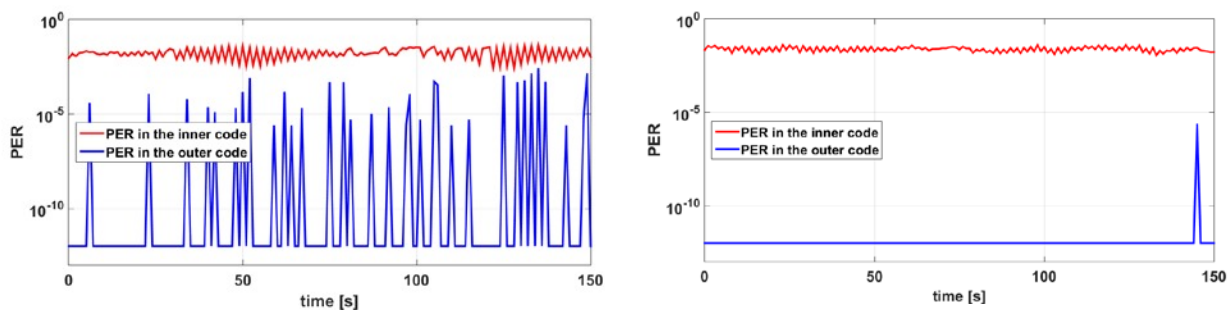 10^0
10^-5
10^-10
PER
PER in the inner code
PER in the outer code
0
50
100
150
time [s]
10^0
10^-5
10^-10
PER
PER in the inner code
PER in the outer code
0
50
100
150
time [s]